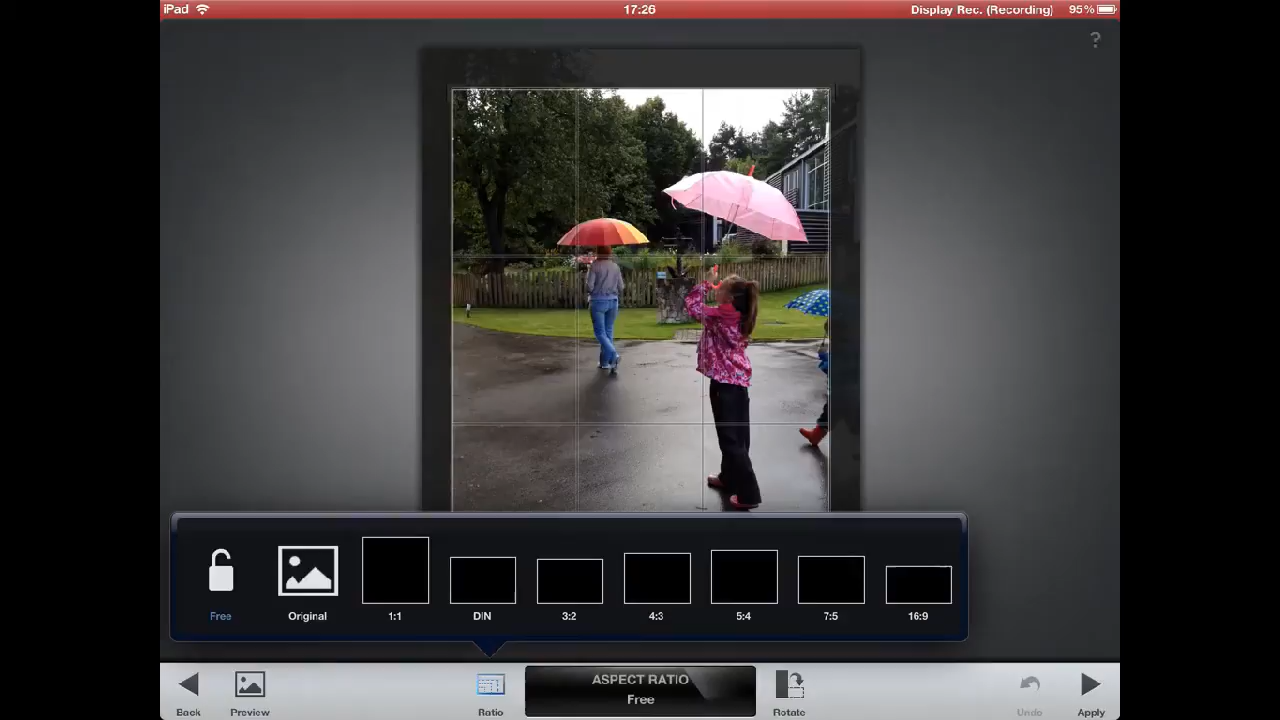 iPad 17:26 Display Rec. (Recording) 95%
?
Free Original 1:1 DIN 3:2 4:3 5:4 7:5 16:9
ASPECT RATIO
Free
Back Preview Ratio Rotate Undo Apply